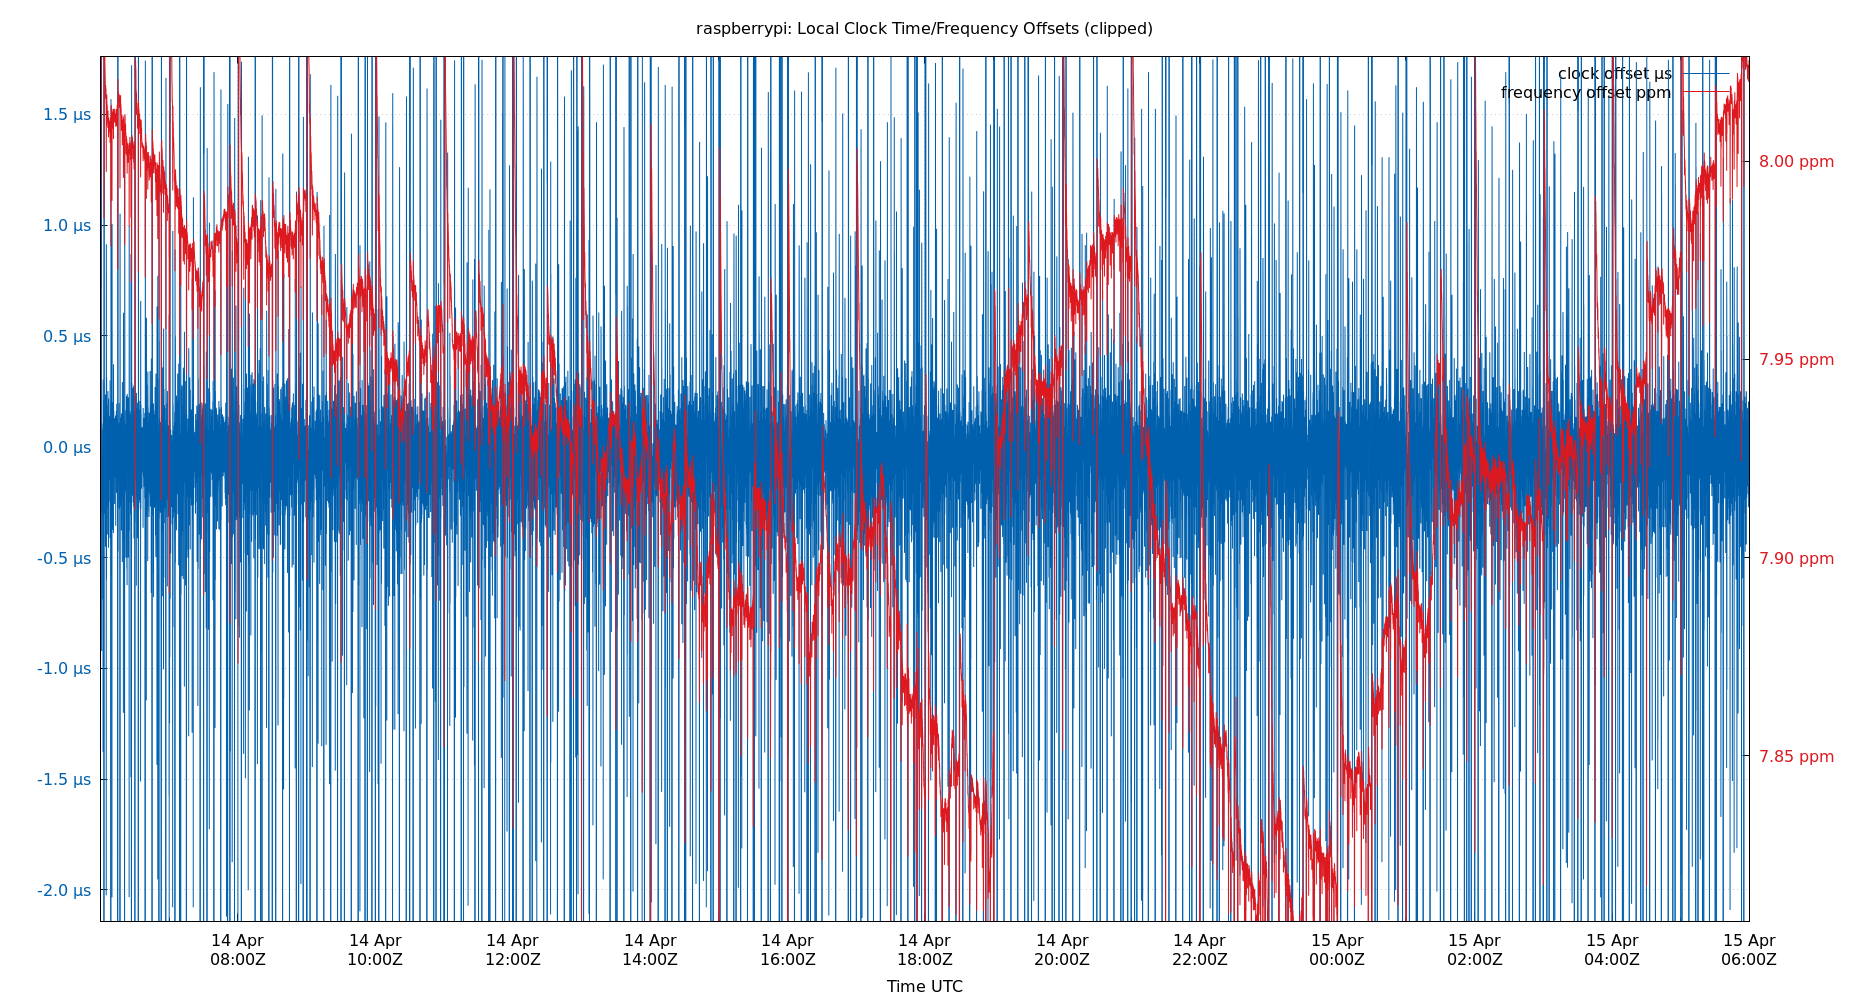 raspberrypi: Local Clock Time/Frequency Offsets (clipped)
clock offset µs
frequency offset ppm
1.5 µs
1.0 µs
0.5 µs
0.0 µs
-0.5 µs
-1.0 µs
-1.5 µs
-2.0 µs
8.00 ppm
7.95 ppm
7.90 ppm
7.85 ppm
14 Apr 14 Apr 14 Apr 14 Apr 14 Apr 14 Apr 14 Apr 14 Apr 15 Apr 15 Apr 15 Apr 15 Apr
08:00Z 10:00Z 12:00Z 14:00Z 16:00Z 18:00Z 20:00Z 22:00Z 00:00Z 02:00Z 04:00Z 06:00Z
Time UTC